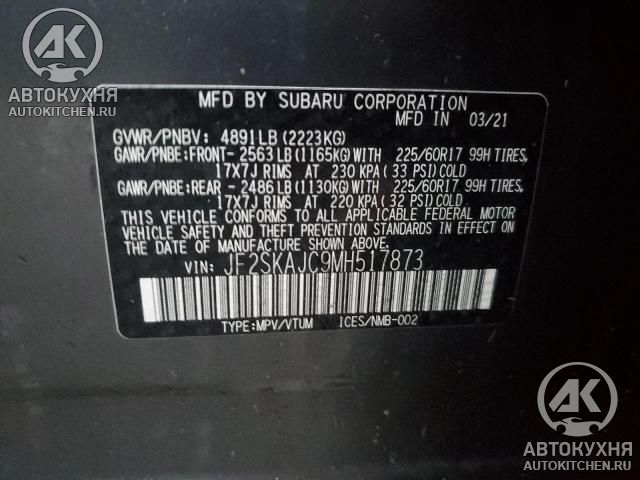 АК
АВТОКУХНЯ
AUTOKITCHEN.RU
MFD BY SUBARU CORPORATION
MFD IN 03/21
GVWR/PNBV: 4891LB (2223KG)
GAWR/PNBE:FRONT- 2563LB(1165KG)WITH 225/60R17 99H TIRES,
17X7J RIMS AT 230 KPA (33 PSI)COLD
GAWR/PNBE:REAR - 2486LB(1130KG)WITH 225/60R17 99H TIRES,
17X7J RIMS AT 220 KPA (32 PSI)COLD
THIS VEHICLE CONFORMS TO ALL APPLICABLE FEDERAL MOTOR
VEHICLE SAFETY AND THEFT PREVENTION STANDARDS IN EFFECT ON
THE DATE OF MANUFACTURE SHOWN ABOVE.
VIN: JF2SKAJC9MH517873
TYPE:MPV/VTUM ICES/NMB-002
АК
АВТОКУХНЯ
AUTOKITCHEN.RU